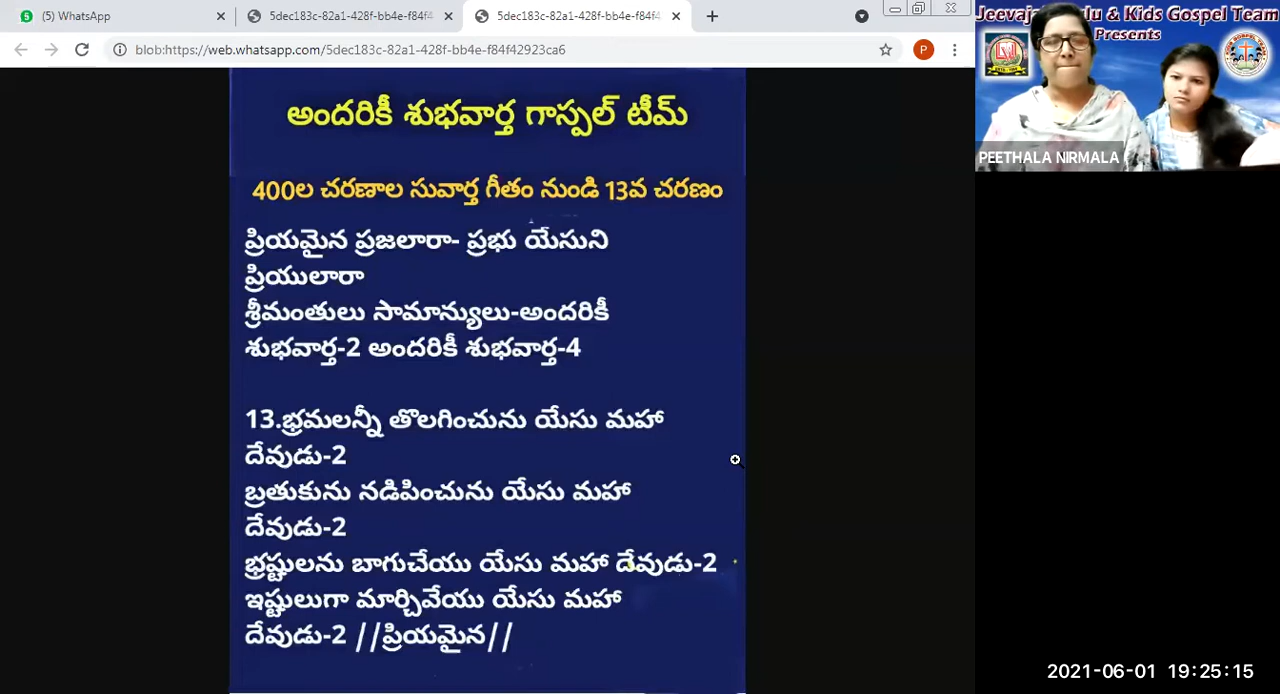 (5) WhatsApp
5dec183c-82a1-428f-bb4e-f84f4
5dec183c-82a1-428f-bb4e-f84f4
blob:https://web.whatsapp.com/5dec183c-82a1-428f-bb4e-f84f42923ca6
P
Kids Gospel Team
Presents
PEETHALA NIRMALA
అందరికీ శుభవార్త గాస్పల్ టీమ్
400ల చరణాల సువార్త గీతం నుండి 13వ చరణం
ప్రియమైన ప్రజలారా- ప్రభు యేసుని
ప్రియులారా
శ్రీమంతులు సామాన్యులు-అందరికీ
శుభవార్త-2 అందరికీ శుభవార్త-4
13.భ్రమలన్నీ తొలగించును యేసు మహా
దేవుడు-2
బ్రతుకును నడిపించును యేసు మహా
దేవుడు-2
భ్రష్టులను బాగుచేయు యేసు మహా దేవుడు-2
ఇష్టులుగా మార్చివేయు యేసు మహా
దేవుడు-2 //ప్రియమైన//
2021-06-01 19:25:15